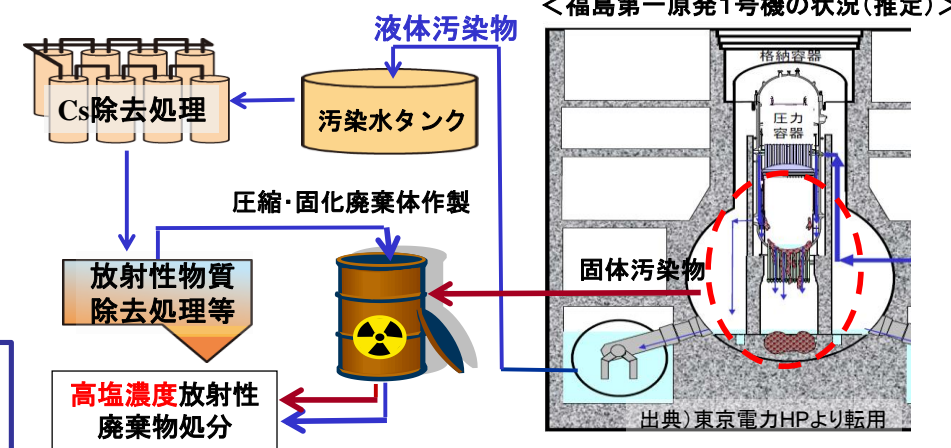 <福島第一原発1号機の状況(推定)>
液体汚染物
格納容器
Cs除去処理
汚染水タンク
圧力
容器
圧縮･固化廃棄体作製
固体汚染物
放射性物質
除去処理等
高塩濃度放射性
廃棄物処分
出典)東京電力HPより転用